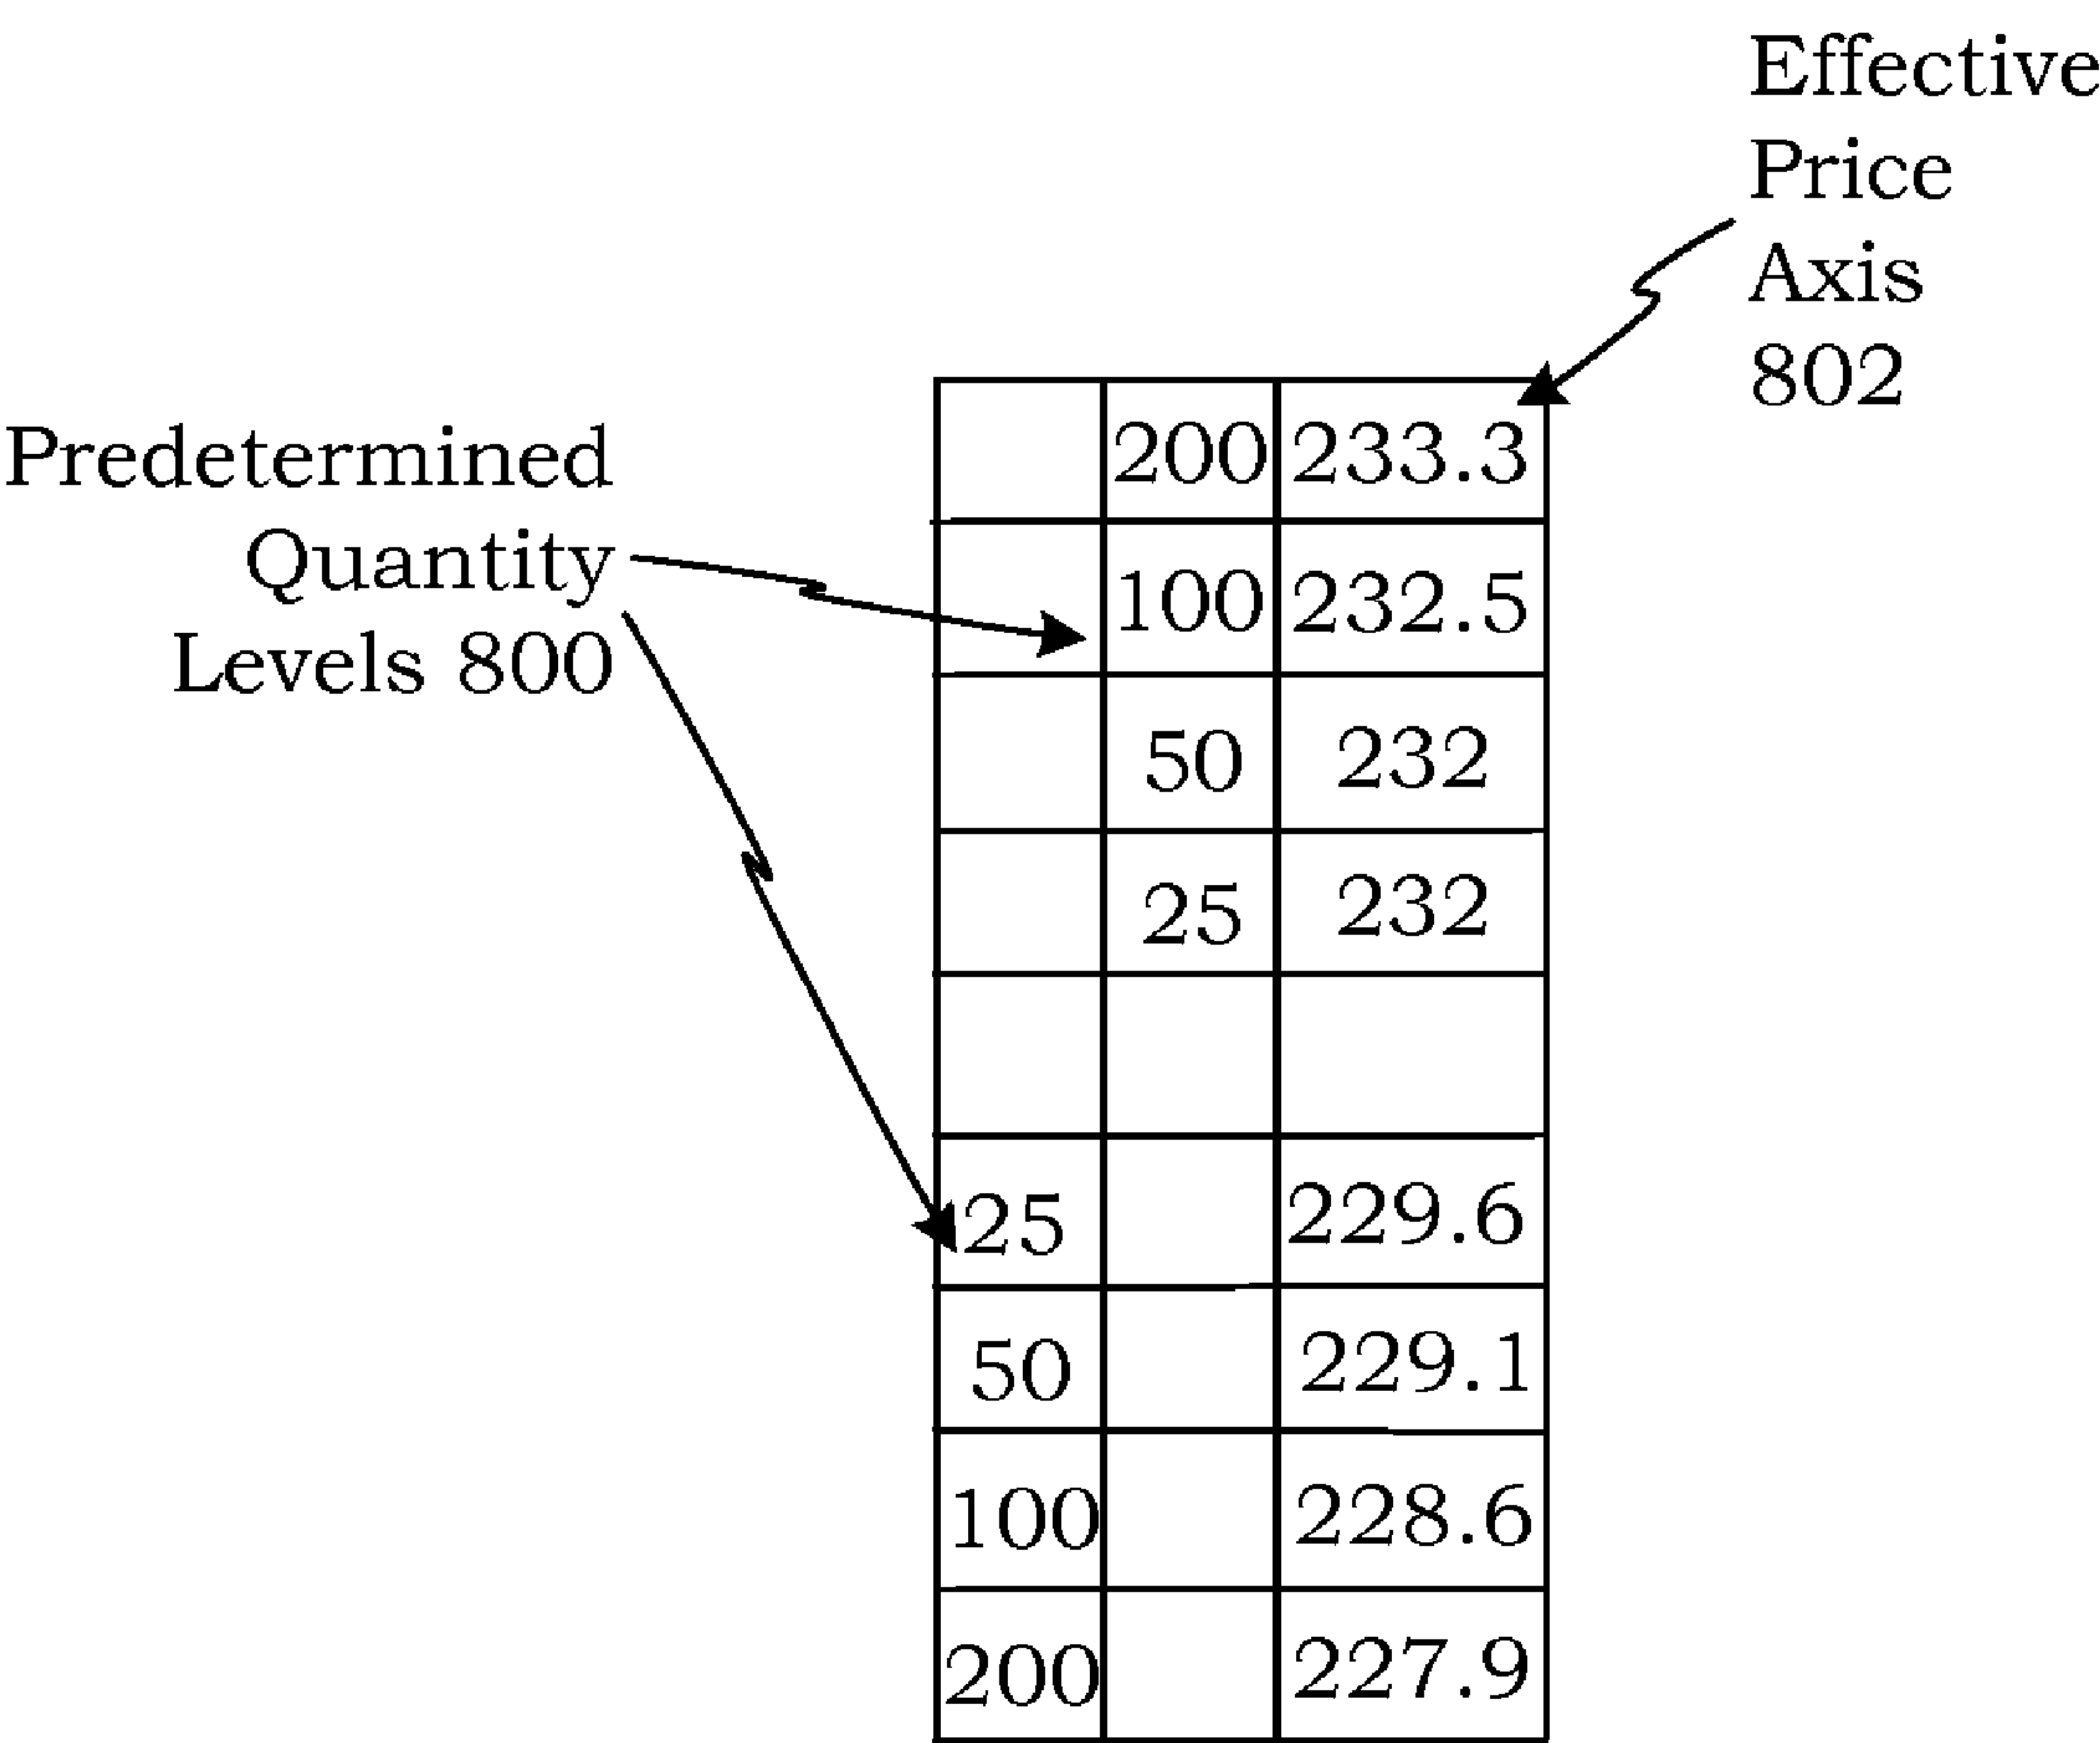 Effective
Price
Axis
802
Predetermined
Quantity
Levels 800
200 233.3
100 232.5
50 232
25 232
25 229.6
50 229.1
100 228.6
200 227.9